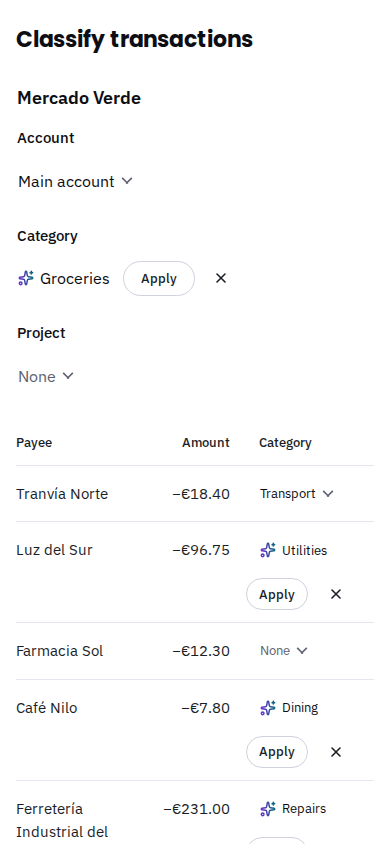 Classify transactions
Mercado Verde
Account
Main account
Category
Groceries Apply
Project
None
Payee Amount Category
Tranvía Norte −€18.40 Transport
Luz del Sur −€96.75 Utilities
Apply
Farmacia Sol −€12.30 None
Café Nilo −€7.80 Dining
Apply
Ferretería −€231.00 Repairs
Industrial del